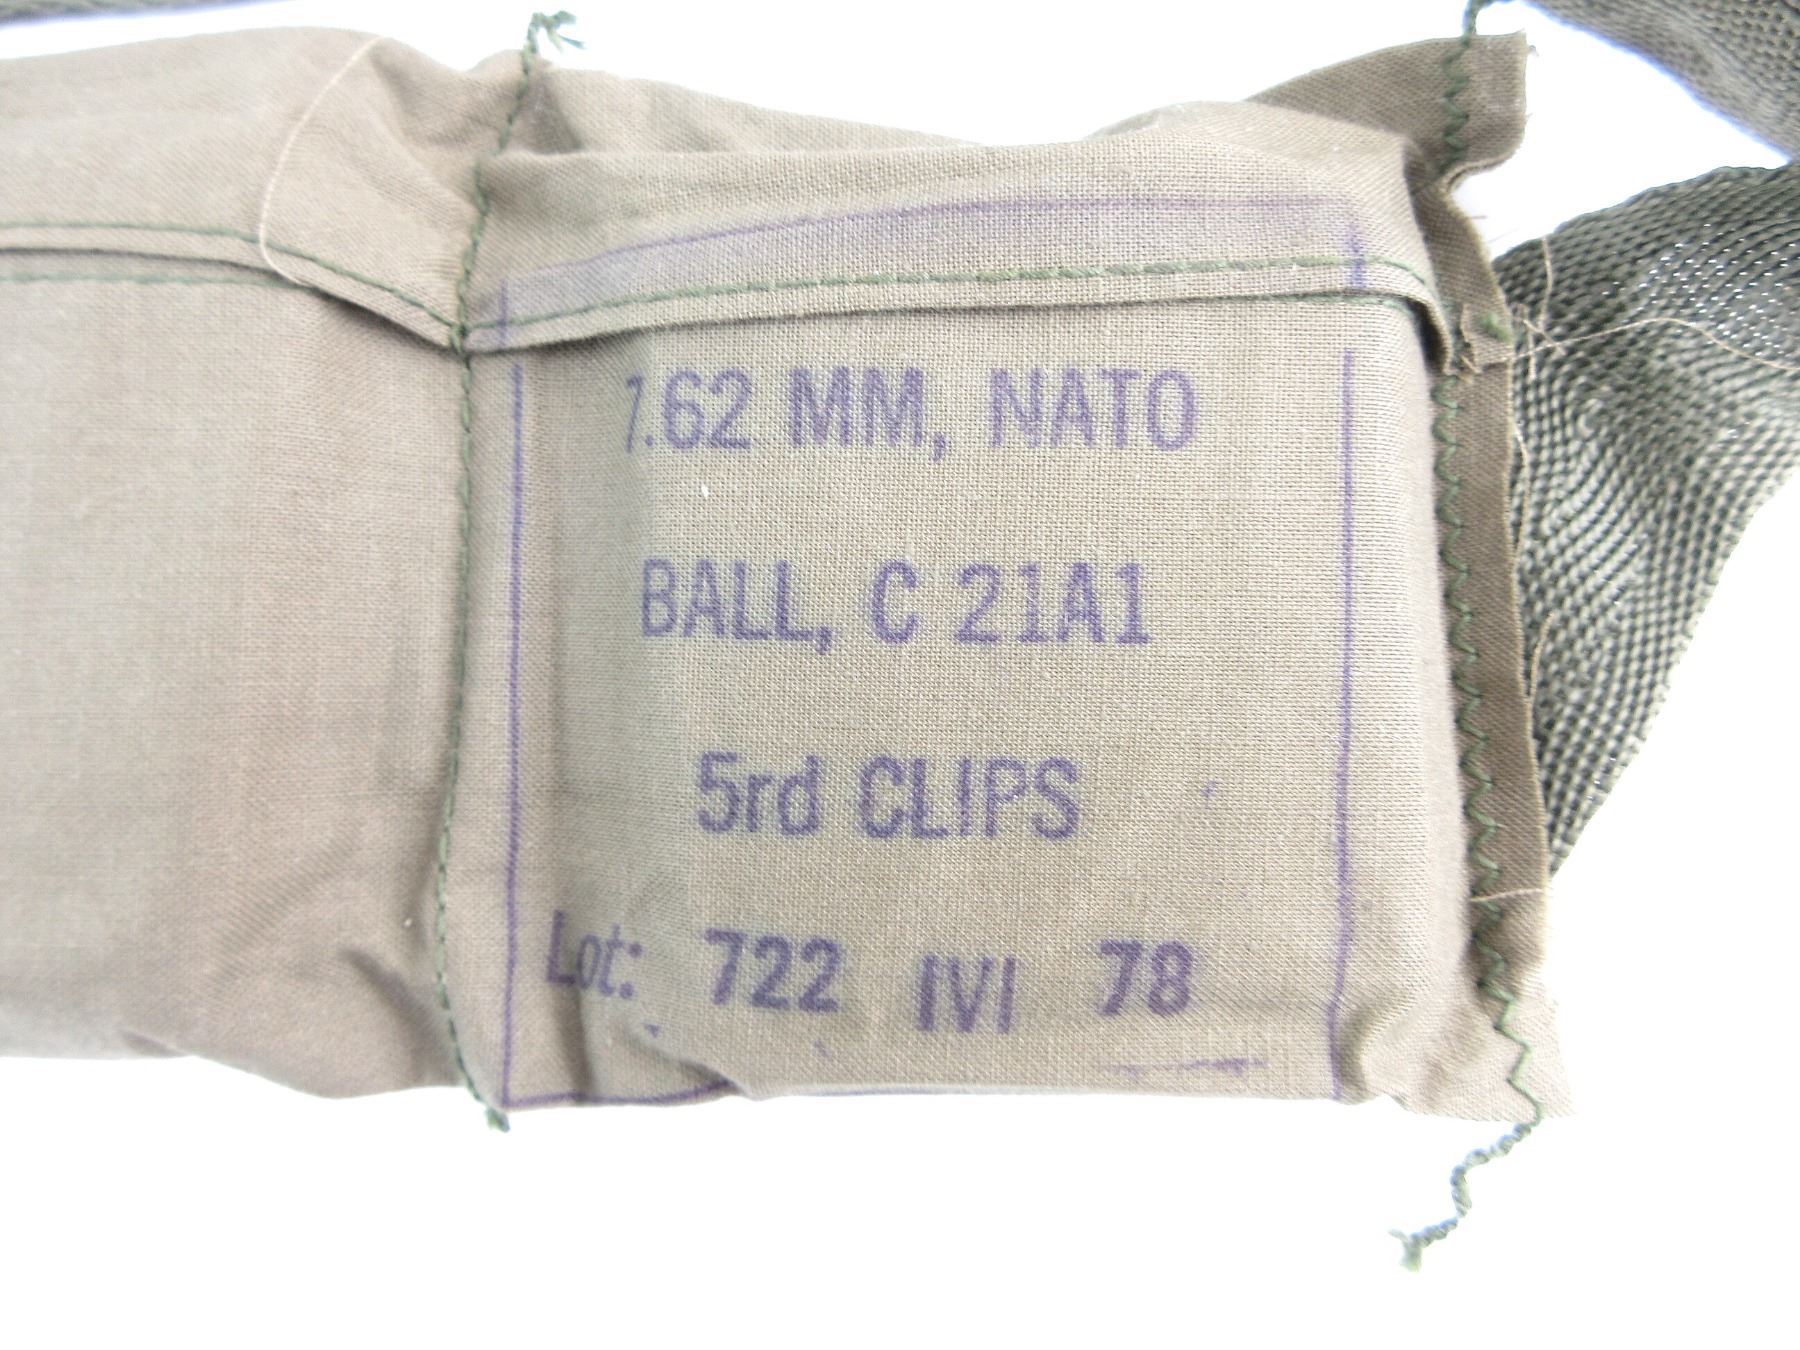 7.62 MM, NATO
BALL, C 21A1
5rd CLIPS
Lot: 722 IVI 78